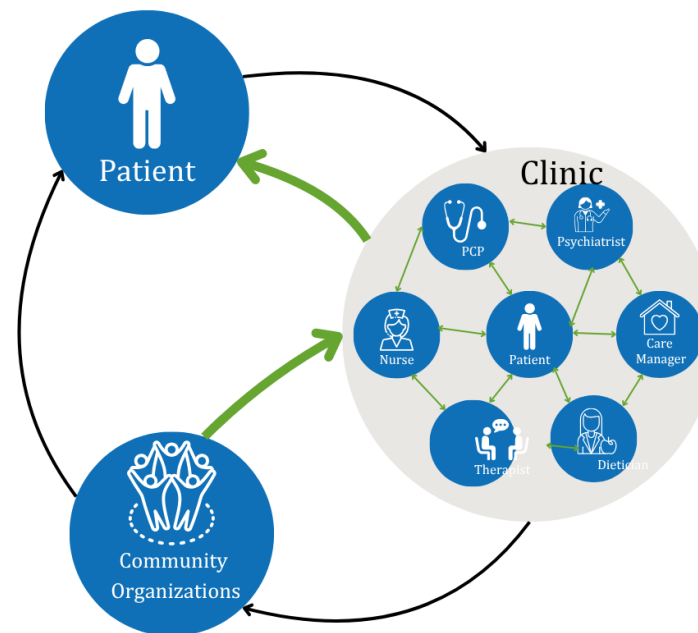 Patient
Clinic
PCP
Psychiatrist
Nurse
Patient
Care
Manager
Therapist
Dietician
Community
Organizations